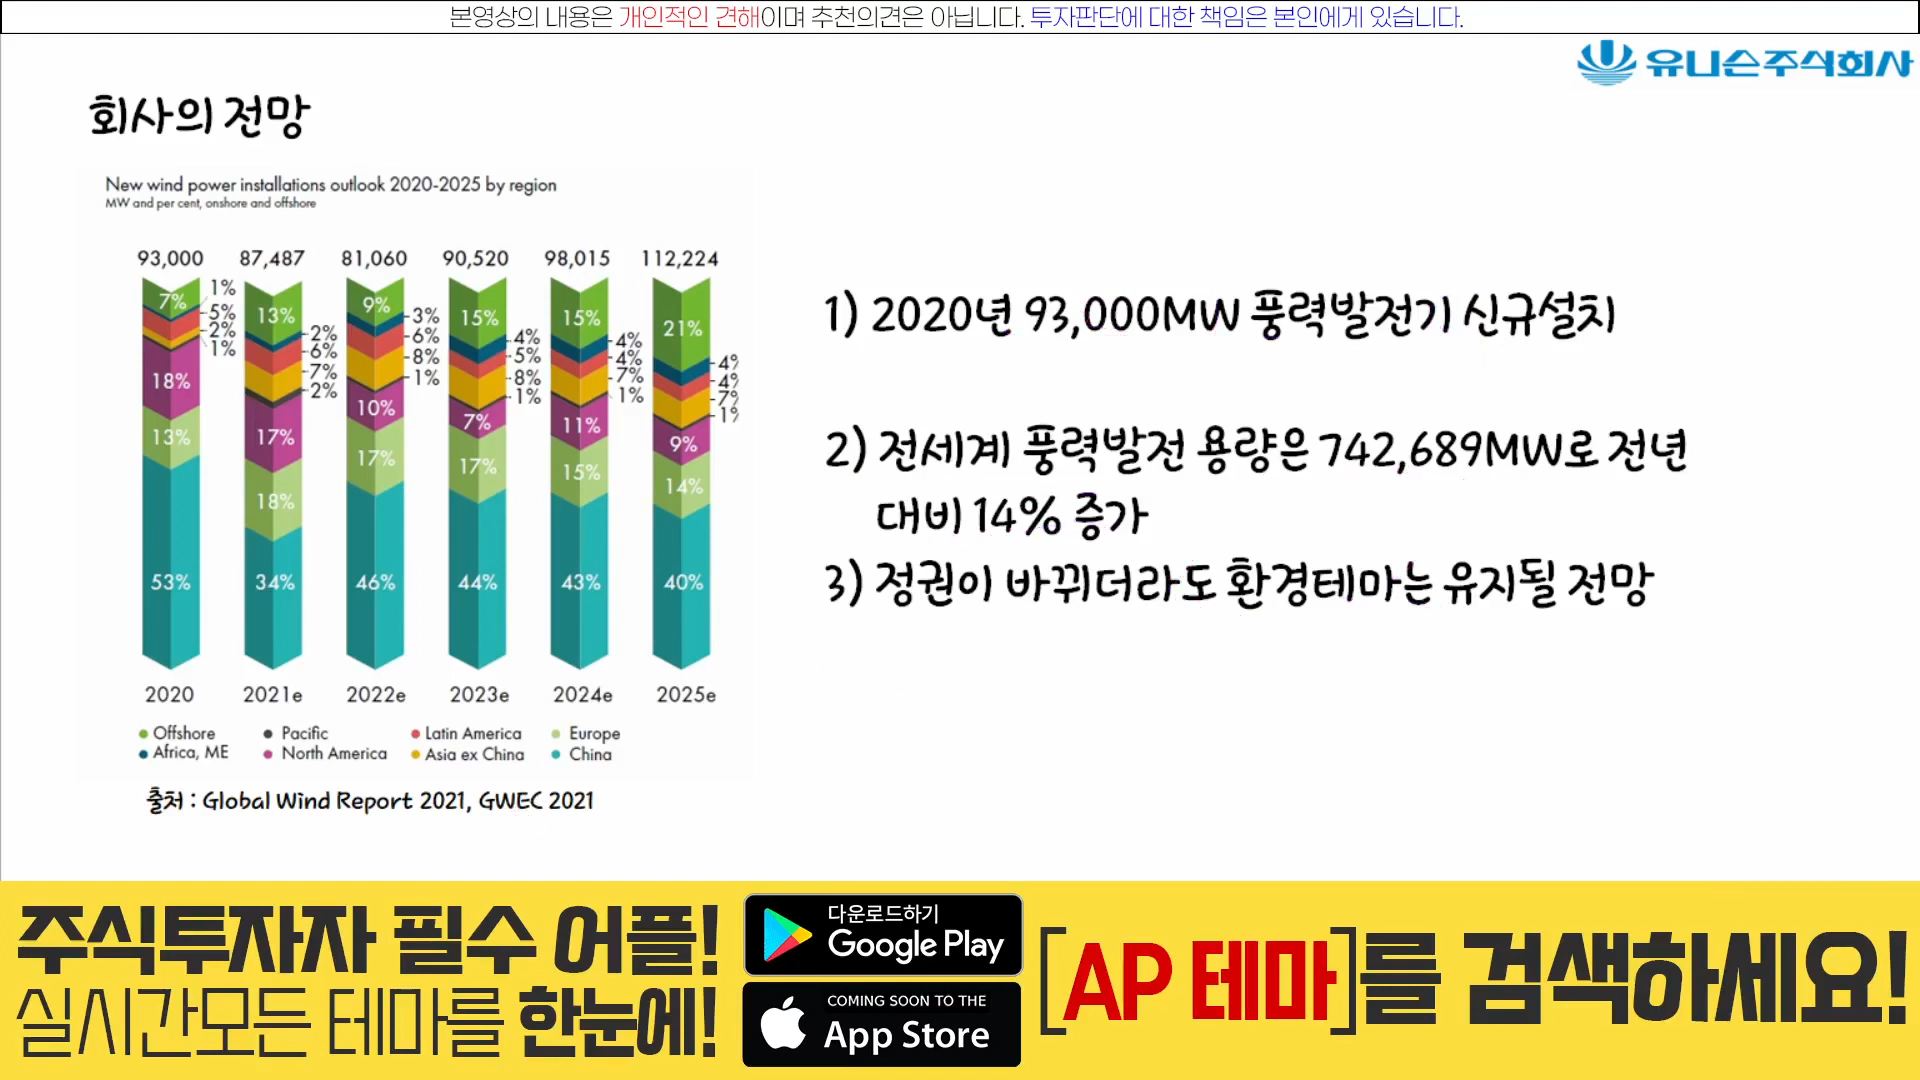 본영상의 내용은 개인적인 견해이며 추천의견은 아닙니다. 투자판단에 대한 책임은 본인에게 있습니다.
유니슨주식회사
회사의 전망
New wind power installations outlook 2020-2025 by region
MW and per cent, onshore and offshore
93,000 87,487 81,060 90,520 98,015 112,224
7% 1% 5% 2% 1% 18% 13% 53%
13% 2% 6% 7% 2% 17% 18% 34%
9% 3% 6% 8% 1% 10% 17% 46%
15% 4% 5% 8% 1% 7% 17% 44%
15% 4% 4% 7% 1% 11% 15% 43%
21% 4% 4% 7% 1% 9% 14% 40%
2020 2021e 2022e 2023e 2024e 2025e
Offshore Pacific Latin America Europe
Africa, ME North America Asia ex China China
출처 : Global Wind Report 2021, GWEC 2021
1) 2020년 93,000MW 풍력발전기 신규설치
2) 전세계 풍력발전 용량은 742,689MW로 전년
대비 14% 증가
3) 정권이 바뀌더라도 환경테마는 유지될 전망
주식투자자 필수 어플!
실시간모든 테마를 한눈에!
다운로드하기
Google Play
COMING SOON TO THE
App Store
[AP 테마]를 검색하세요!